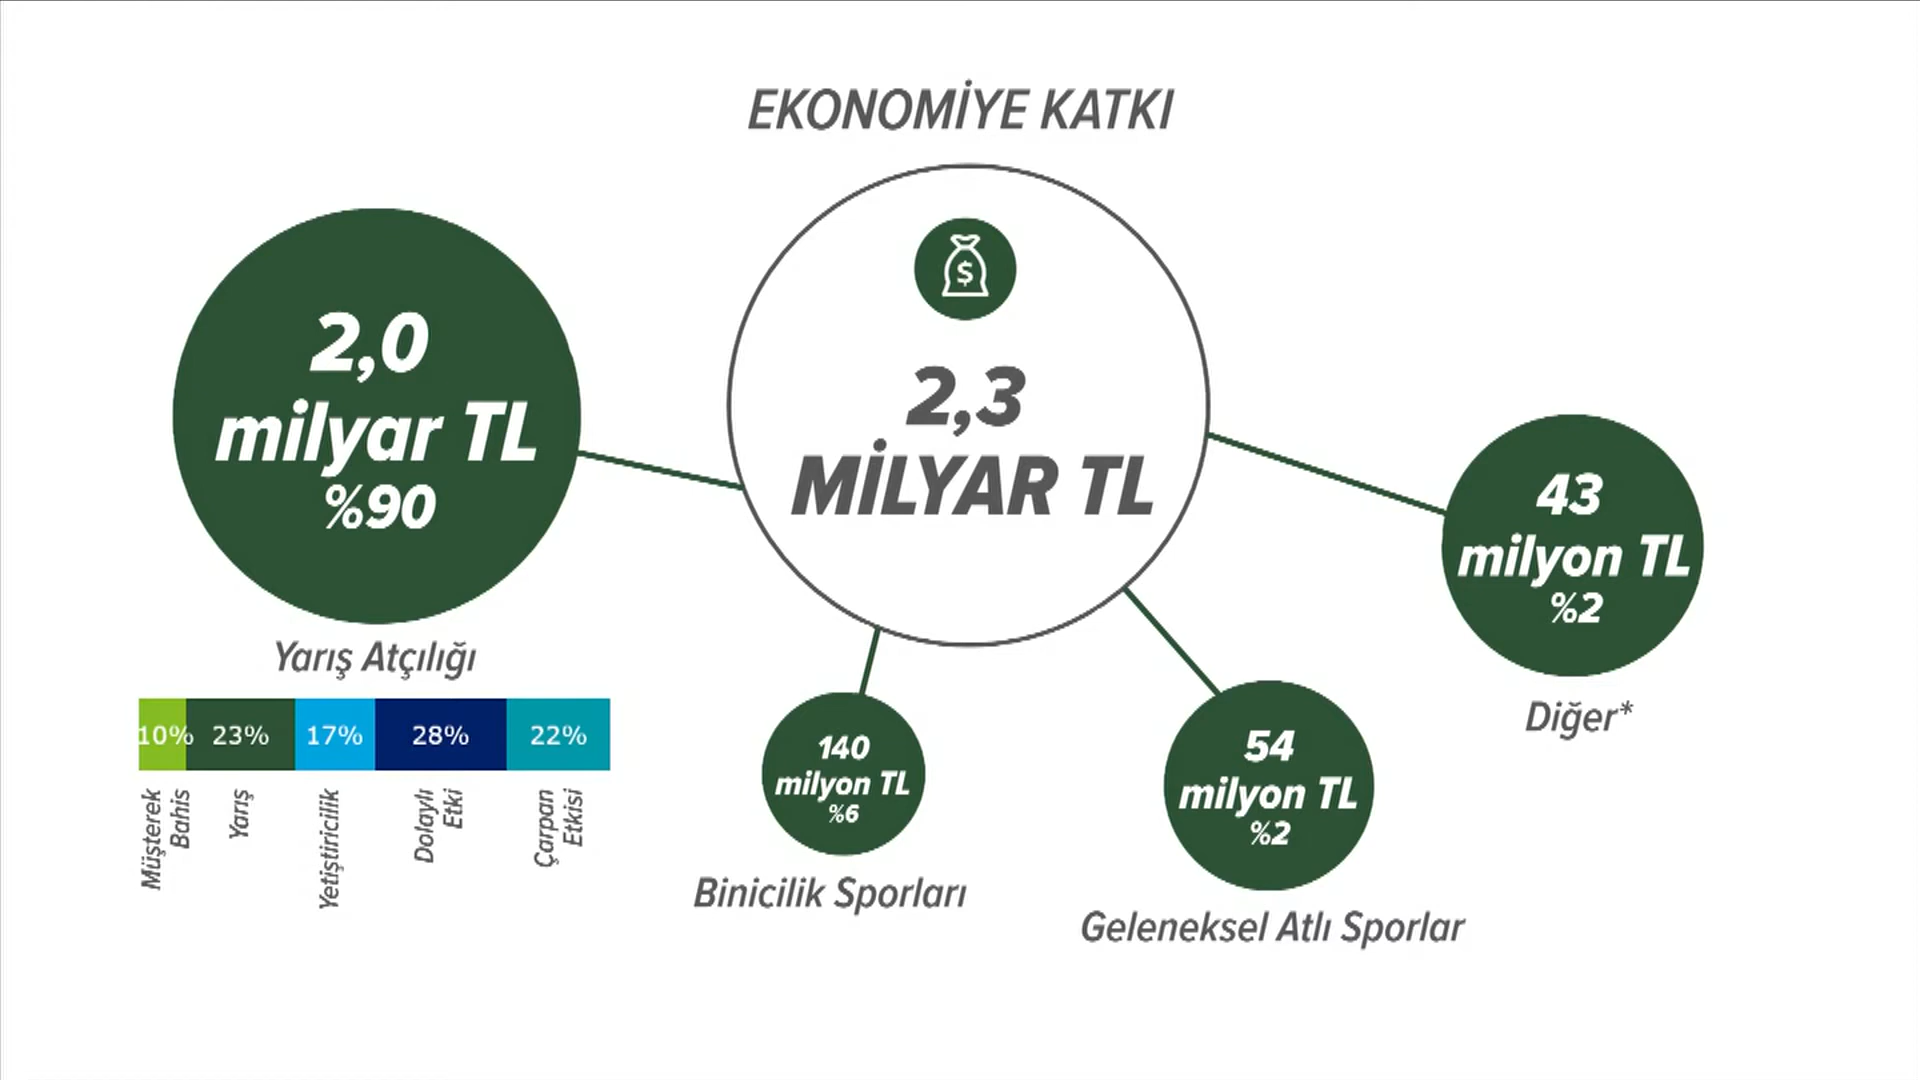 EKONOMİYE KATKI
$
2,3
MİLYAR TL
2,0
milyar TL
%90
Yarış Atçılığı
10% 23% 17% 28% 22%
Müşterek
Bahis
Yarış
Yetiştiricilik
Dolaylı
Etki
Çarpan
Etkisi
140
milyon TL
%6
Binicilik Sporları
54
milyon TL
%2
Geleneksel Atlı Sporlar
43
milyon TL
%2
Diğer*